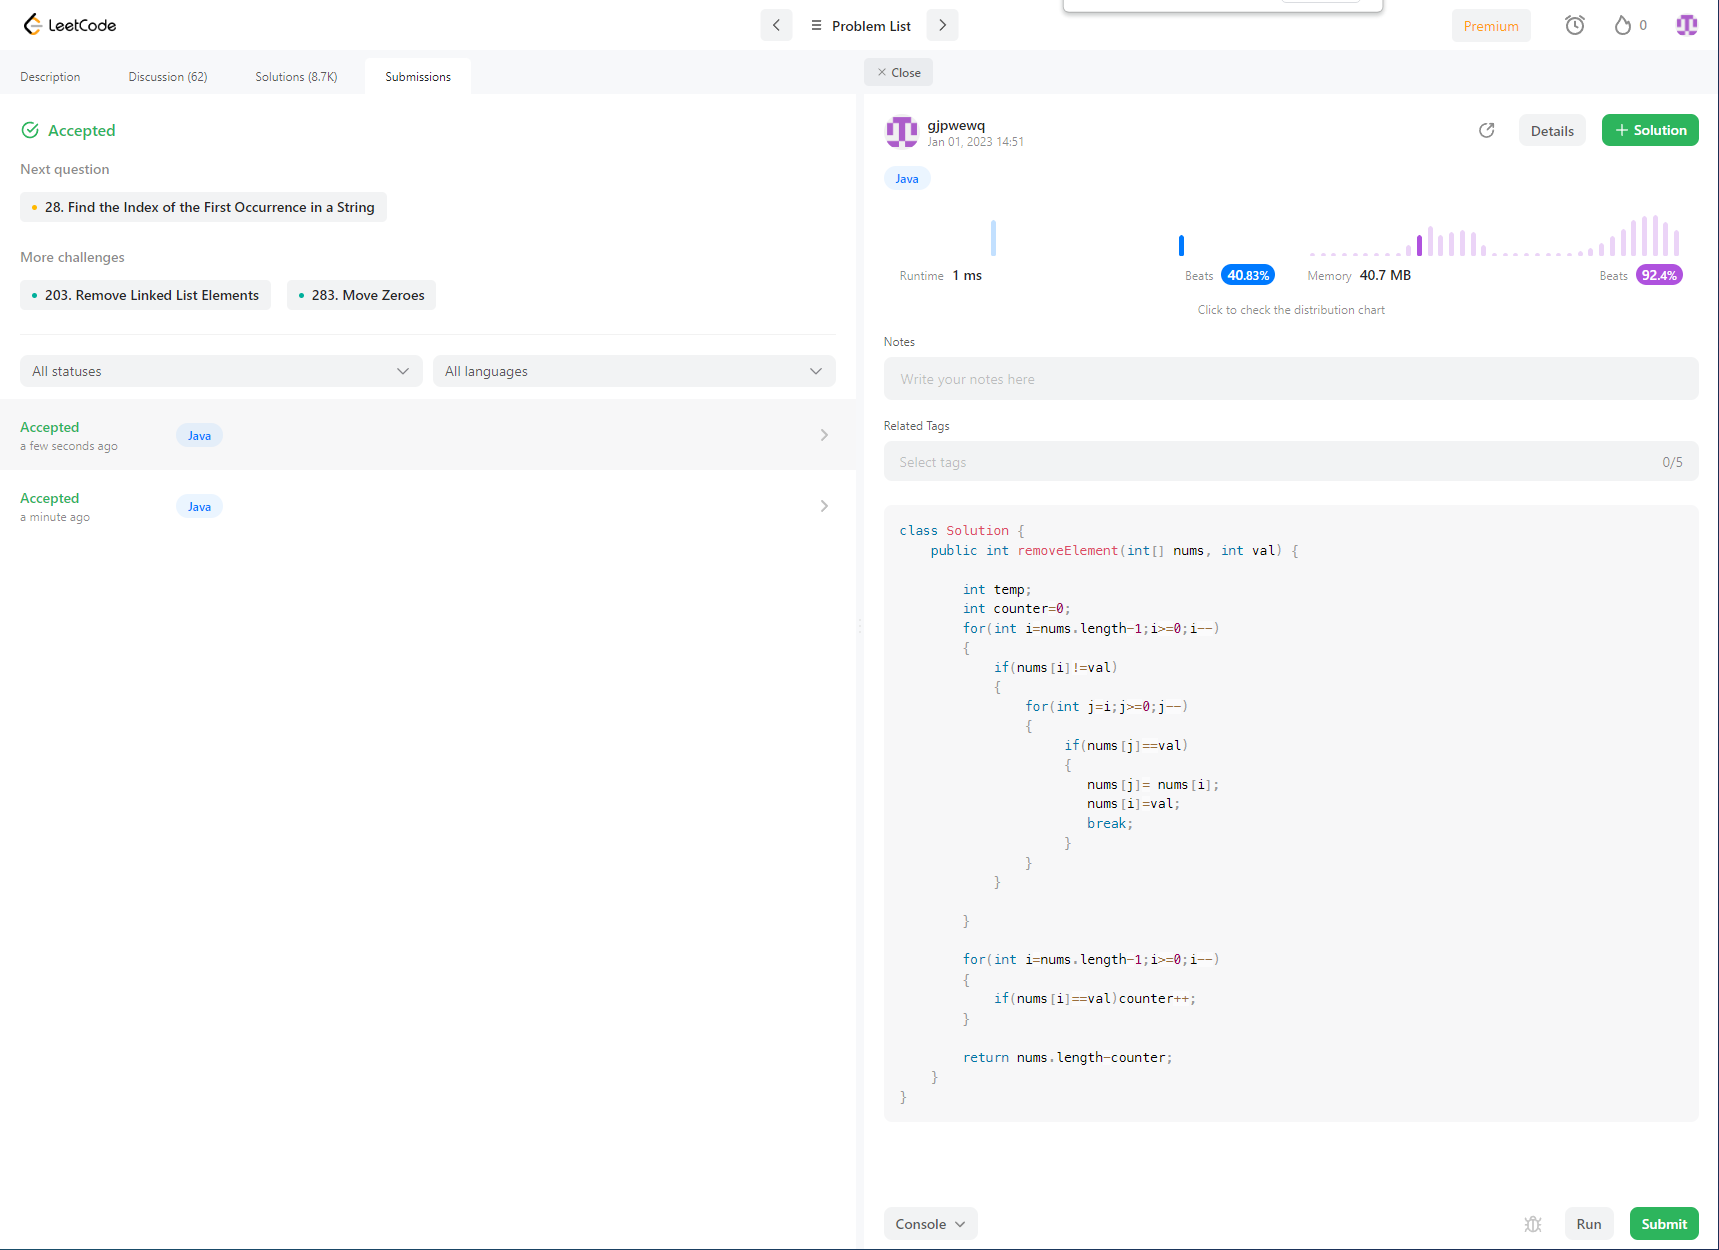 LeetCode
Problem List
Premium
0
Description
Discussion (62)
Solutions (8.7K)
Submissions
Accepted
Next question
28. Find the Index of the First Occurrence in a String
More challenges
203. Remove Linked List Elements
283. Move Zeroes
All statuses
All languages
Accepted
a few seconds ago
Java
Accepted
a minute ago
Java
Close
gjpwewq
Jan 01, 2023 14:51
Details
+ Solution
Java
Runtime 1 ms
Beats 40.83%
Memory 40.7 MB
Beats 92.4%
Click to check the distribution chart
Notes
Write your notes here
Related Tags
Select tags
0/5
class Solution {
    public int removeElement(int[] nums, int val) {
        int temp;
        int counter=0;
        for(int i=nums.length-1;i>=0;i--)
        {
            if(nums[i]!=val)
            {
                for(int j=i;j>=0;j--)
                {
                     if(nums[j]==val)
                     {
                        nums[j]= nums[i];
                        nums[i]=val;
                        break;
                     }
                }
            }
        }
        for(int i=nums.length-1;i>=0;i--)
        {
            if(nums[i]==val)counter++;
        }
        return nums.length-counter;
    }
}
Console
Run
Submit